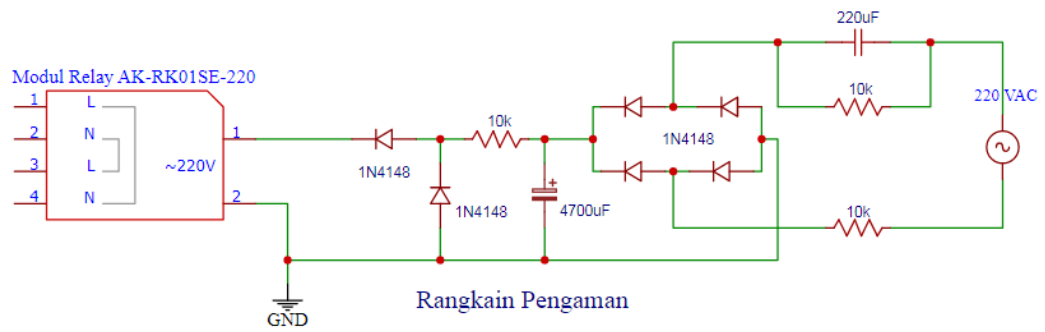 220uF
Modul Relay AK-RK01SE-220
10k
220 VAC
1 L
10k
2 N 1
1N4148
3 L ~220V
1N4148
4 N 2
1N4148
+
4700uF
10k
Rangkain Pengaman
GND